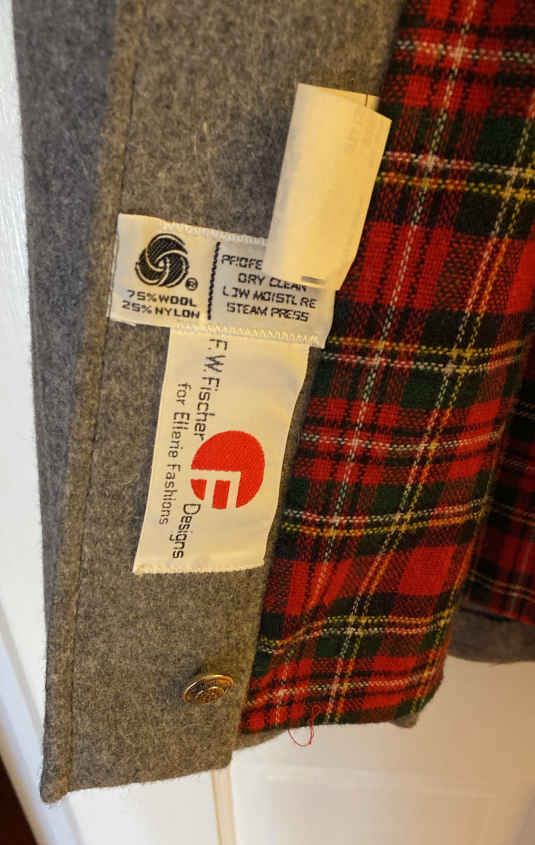 75% WOOL
25% NYLON
DRY CLEAN
LOW MOISTURE
STEAM PRESS
F.W.Fischer
Designs
for Ellerie Fashions